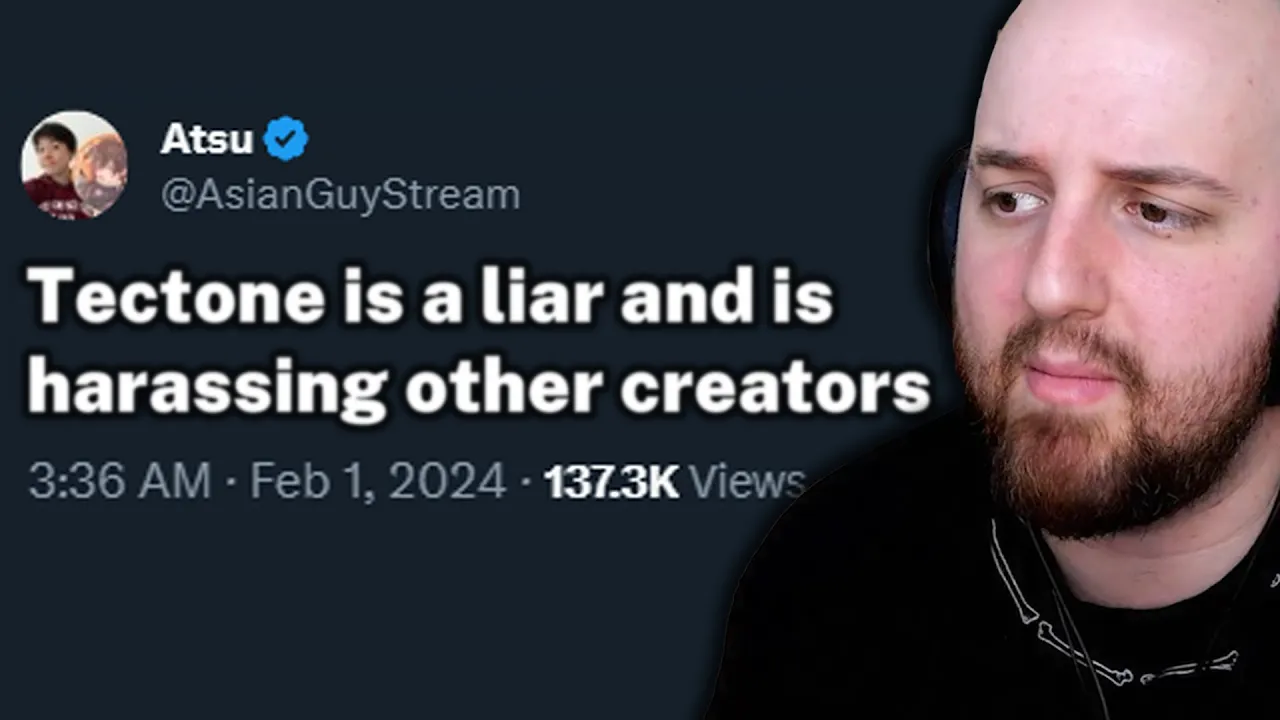 Atsu
@AsianGuyStream
Tectone is a liar and is
harassing other creators
3:36 AM · Feb 1, 2024 · 137.3K Views